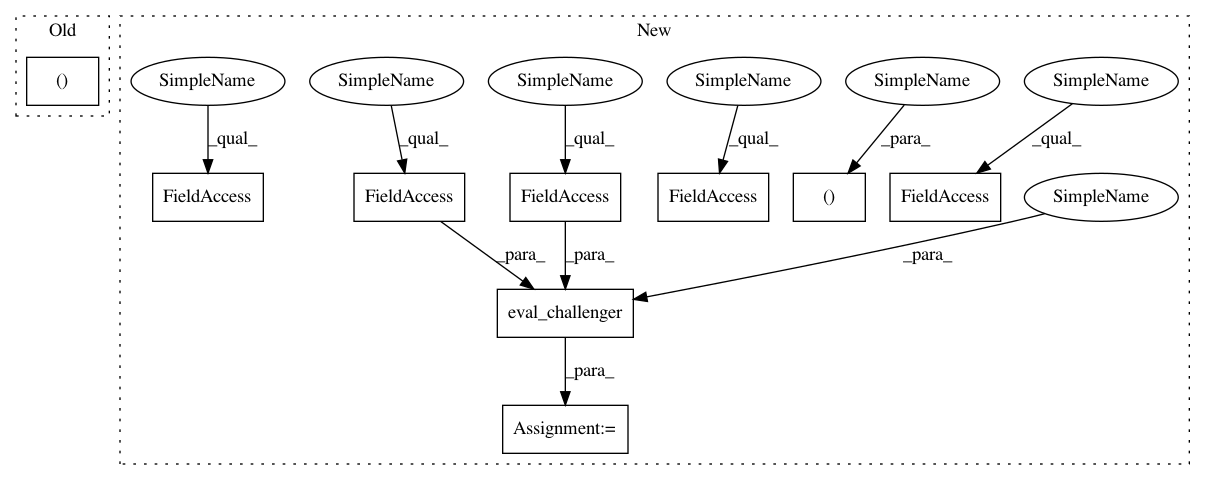 Old
New
()
SimpleName
SimpleName
SimpleName
SimpleName
SimpleName
SimpleName
_qual_
_qual_
_qual_
_qual_
_para_
_qual_
FieldAccess
FieldAccess
FieldAccess
FieldAccess
()
FieldAccess
SimpleName
_para_
_para_
_para_
eval_challenger
_para_
Assignment:=